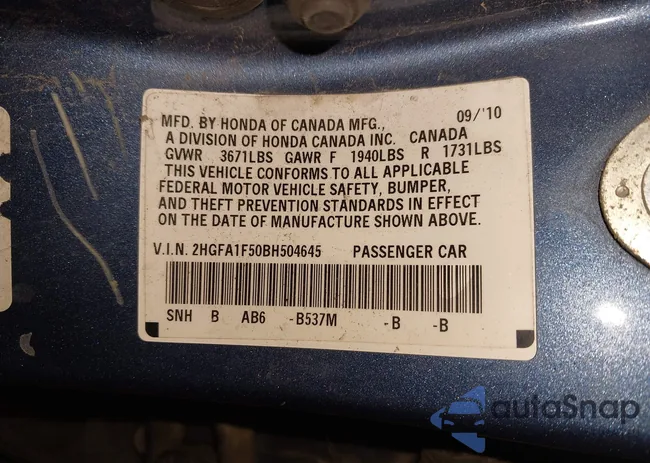 MFD. BY HONDA OF CANADA MFG., 09/'10
A DIVISION OF HONDA CANADA INC. CANADA
GVWR 3671LBS GAWR F 1940LBS R 1731LBS
THIS VEHICLE CONFORMS TO ALL APPLICABLE
FEDERAL MOTOR VEHICLE SAFETY, BUMPER,
AND THEFT PREVENTION STANDARDS IN EFFECT
ON THE DATE OF MANUFACTURE SHOWN ABOVE.
V.I.N. 2HGFA1F50BH504645 PASSENGER CAR
SNH B AB6 -B537M -B -B
autoSnap